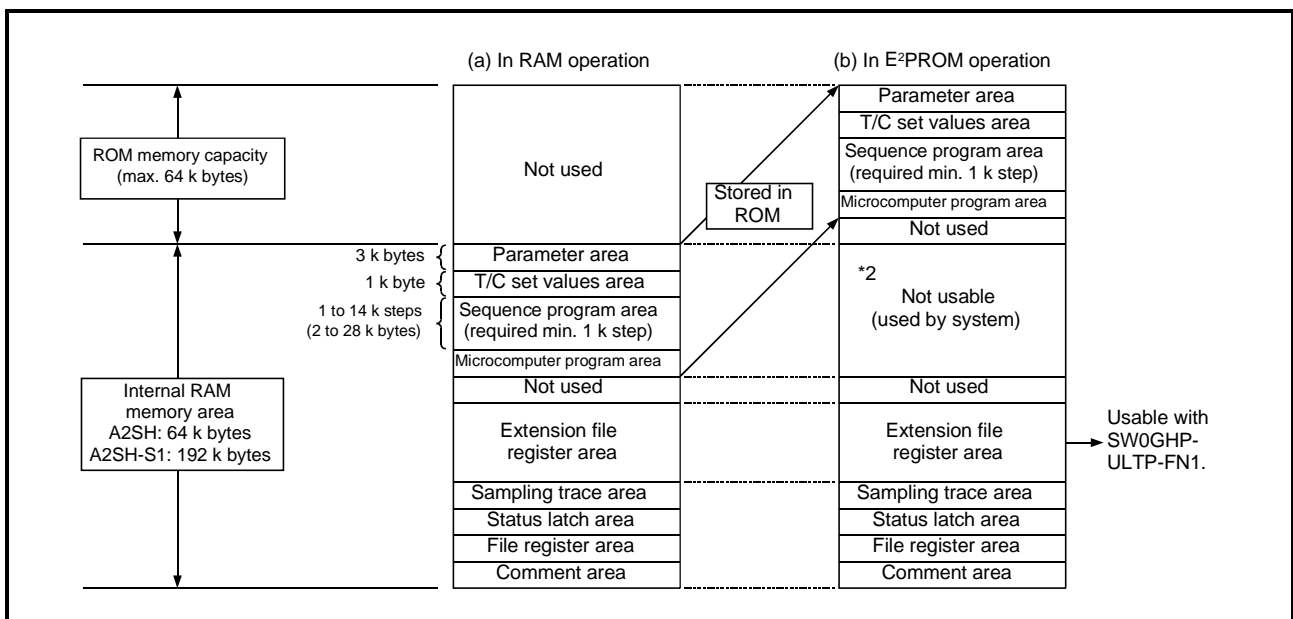 (a) In RAM operation
(b) In E²PROM operation
ROM memory capacity
(max. 64 k bytes)
Internal RAM
memory area
A2SH: 64 k bytes
A2SH-S1: 192 k bytes
3 k bytes
1 k byte
1 to 14 k steps
(2 to 28 k bytes)
Not used
Parameter area
T/C set values area
Sequence program area
(required min. 1 k step)
Microcomputer program area
Not used
Extension file
register area
Sampling trace area
Status latch area
File register area
Comment area
Stored in
ROM
Parameter area
T/C set values area
Sequence program area
(required min. 1 k step)
Microcomputer program area
Not used
*2
Not usable
(used by system)
Not used
Extension file
register area
Sampling trace area
Status latch area
File register area
Comment area
Usable with
SW0GHP-
ULTP-FN1.